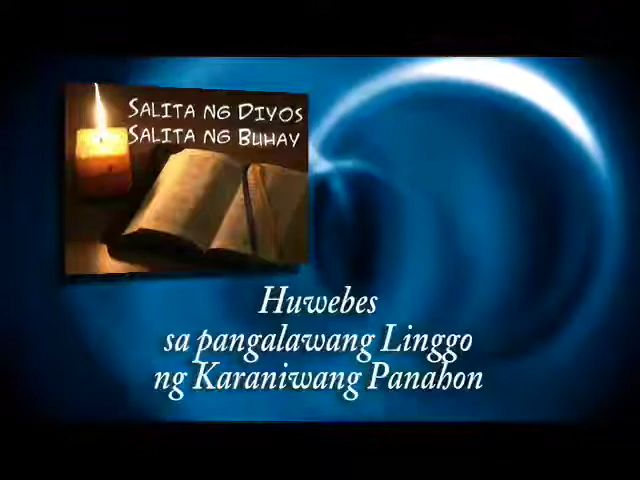 SALITA NG DIYOS
SALITA NG BUHAY
Huwebes
sa pangalawang Linggo
ng Karaniwang Panahon